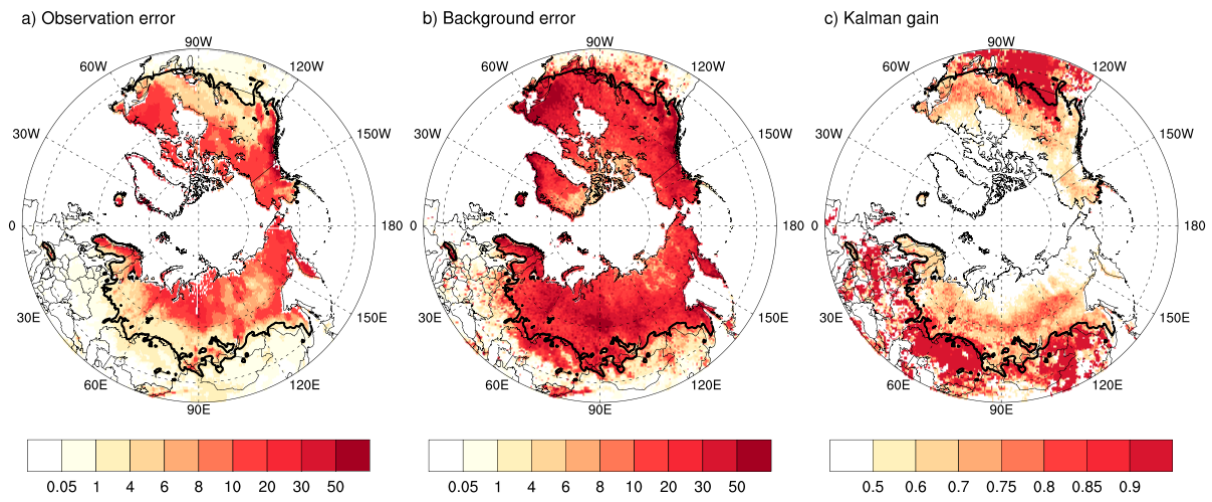 a) Observation error
b) Background error
c) Kalman gain
90W
60W
120W
30W
150W
0
180
30E
150E
60E
120E
90E
90W
60W
120W
30W
150W
0
180
30E
150E
60E
120E
90E
90W
60W
120W
30W
150W
0
180
30E
150E
60E
120E
90E
0.05 1 4 6 8 10 20 30 50
0.05 1 4 6 8 10 20 30 50
0.5 0.6 0.7 0.75 0.8 0.85 0.9